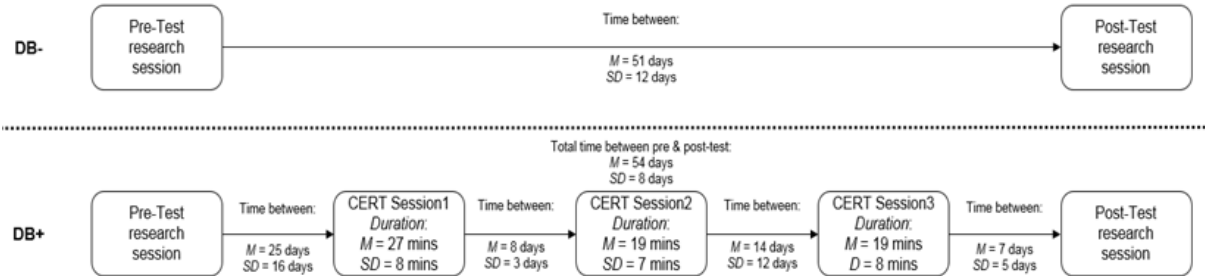 DB-
Pre-Test
research
session
Time between:
M = 51 days
SD = 12 days
Post-Test
research
session
Total time between pre & post-test:
M = 54 days
SD = 8 days
DB+
Pre-Test
research
session
Time between:
M = 25 days
SD = 16 days
CERT Session1
Duration:
M = 27 mins
SD = 8 mins
Time between:
M = 8 days
SD = 3 days
CERT Session2
Duration:
M = 19 mins
SD = 7 mins
Time between:
M = 14 days
SD = 12 days
CERT Session3
Duration:
M = 19 mins
D = 8 mins
Time between:
M = 7 days
SD = 5 days
Post-Test
research
session